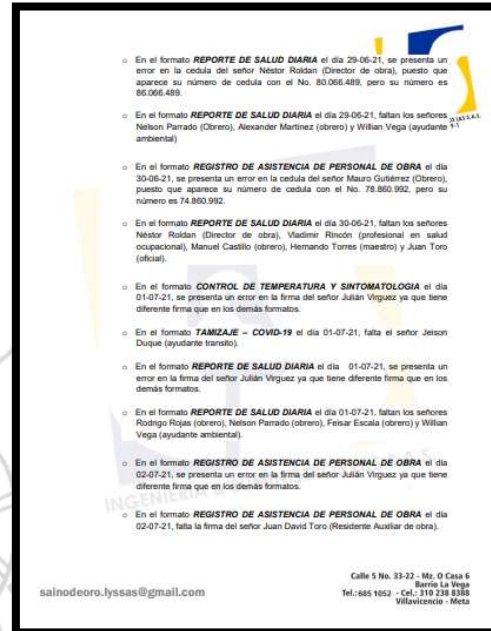 o En el formato REPORTE DE SALUD DIARIA el día 29-06-21, se presenta un
error en la cedula del señor Néstor Roldan (Director de obra), puesto que
aparece su número de cedula con el No. 80.066.489, pero su número es
86.066.489.
o En el formato REPORTE DE SALUD DIARIA el día 29-06-21, faltan los señores
Nelson Parrado (Obrero), Alexander Martínez (obrero) y Willian Vega (ayudante
ambiental)
o En el formato REGISTRO DE ASISTENCIA DE PERSONAL DE OBRA el día
30-06-21, se presenta un error en la cedula del señor Mauro Gutiérrez (Obrero),
puesto que aparece su número de cedula con el No. 78.860.992, pero su
número es 74.860.992.
o En el formato REPORTE DE SALUD DIARIA el día 30-06-21, faltan los señores
Néstor Roldan (Director de obra), Vladimir Rincón (profesional en salud
ocupacional), Manuel Castillo (obrero), Hernando Torres (maestro) y Juan Toro
(oficial).
o En el formato CONTROL DE TEMPERATURA Y SINTOMATOLOGIA el día
01-07-21, se presenta un error en la firma del señor Julián Virguez ya que tiene
diferente firma que en los demás formatos.
o En el formato TAMIZAJE – COVID-19 el día 01-07-21, falta el señor Jeison
Duque (ayudante transito).
o En el formato REPORTE DE SALUD DIARIA el día 01-07-21, se presenta un
error en la firma del señor Julián Virguez ya que tiene diferente firma que en los
demás formatos.
o En el formato REPORTE DE SALUD DIARIA el día 01-07-21, faltan los señores
Rodrigo Rojas (obrero), Nelson Parrado (obrero), Feisar Escala (obrero) y Willian
Vega (ayudante ambiental).
o En el formato REGISTRO DE ASISTENCIA DE PERSONAL DE OBRA el día
02-07-21, se presenta un error en la firma del señor Julián Virguez ya que tiene
diferente firma que en los demás formatos.
INGENIERIA
o En el formato REGISTRO DE ASISTENCIA DE PERSONAL DE OBRA el día
02-07-21, falta la firma del señor Juan David Toro (Residente Auxiliar de obra).
sainodeoro.lyssas@gmail.com
Calle 5 No. 33-22 - Mz. O Casa 6
Barrio La Vega
Tel.:685 1052 - Cel.: 310 238 8388
Villavicencio - Meta